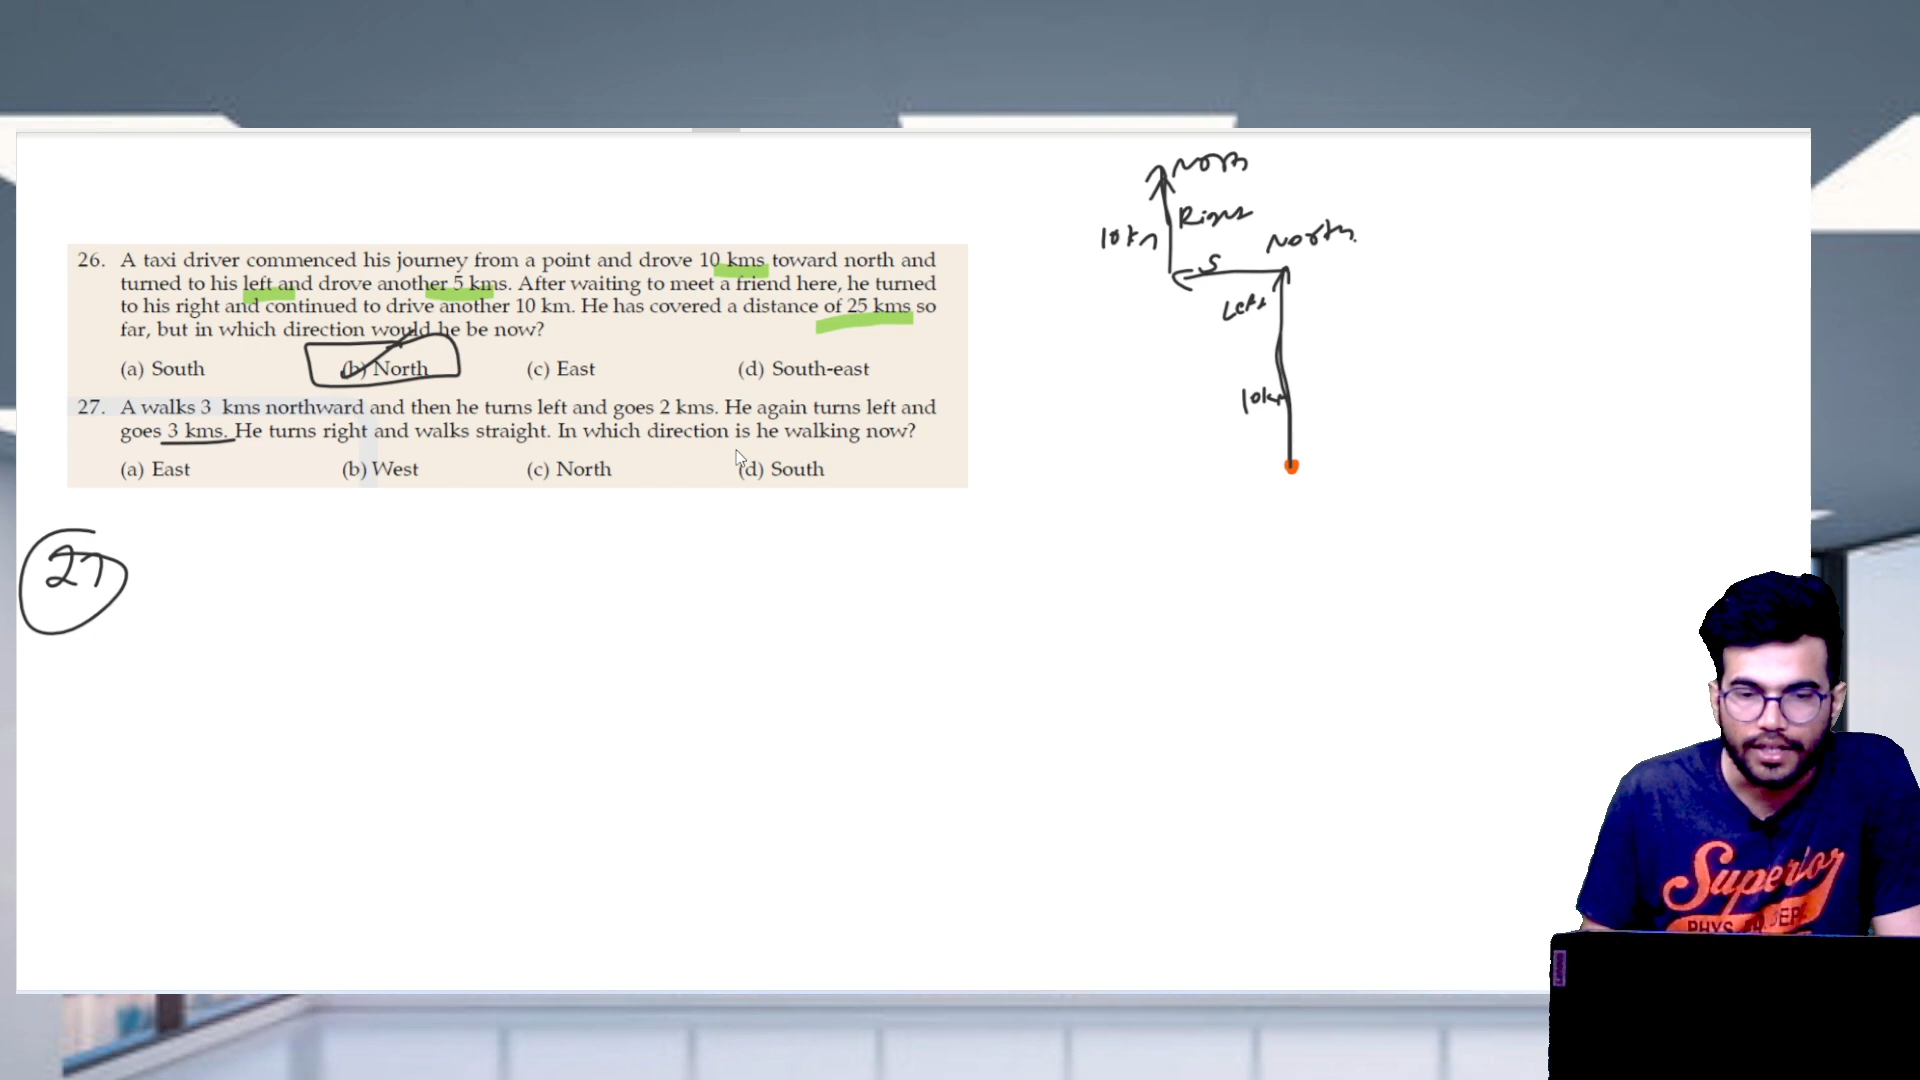 26. A taxi driver commenced his journey from a point and drove 10 kms toward north and
turned to his left and drove another 5 kms. After waiting to meet a friend here, he turned
to his right and continued to drive another 10 km. He has covered a distance of 25 kms so
far, but in which direction would he be now?
(a) South (b) North (c) East (d) South-east
27. A walks 3 kms northward and then he turns left and goes 2 kms. He again turns left and
goes 3 kms. He turns right and walks straight. In which direction is he walking now?
(a) East (b) West (c) North (d) South
27
North
Right
10km
North.
5
Left
10km
Superior
PHYS
DEP